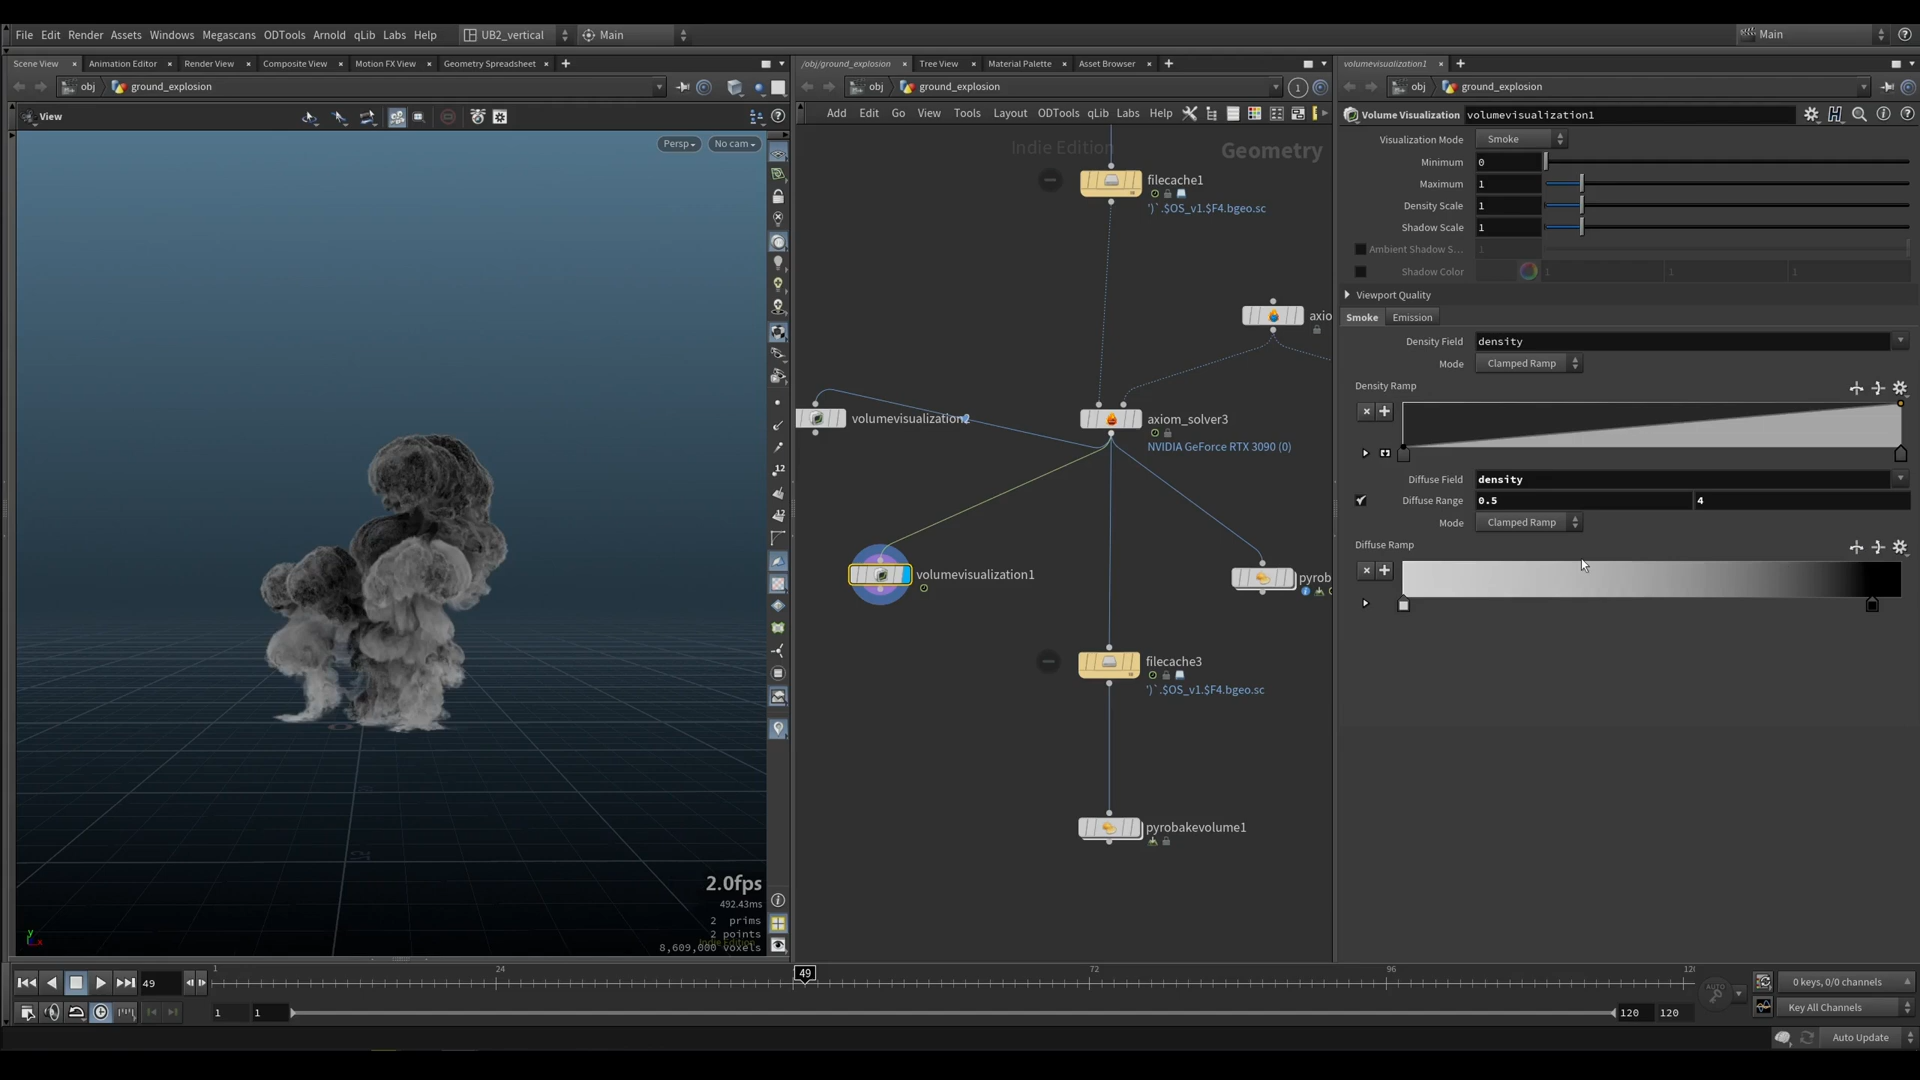 File Edit Render Assets Windows Megascans ODTools Arnold qLib Labs Help UB2_vertical Main Main
Scene View Animation Editor Render View Composite View Motion FX View Geometry Spreadsheet
obj ground_explosion
View
Persp No cam
2.0fps
492.43ms
2 prims
2 points
8,609,000 voxels
/obj/ground_explosion Tree View Material Palette Asset Browser
obj ground_explosion 1
Add Edit Go View Tools Layout ODTools qLib Labs Help
Indie Edition Geometry
filecache1
')`.$OS_v1.$F4.bgeo.sc
axio
volumevisualization2
axiom_solver3
NVIDIA GeForce RTX 3090 (0)
volumevisualization1
pyrob
filecache3
')`.$OS_v1.$F4.bgeo.sc
pyrobakevolume1
volumevisualization1
obj ground_explosion
Volume Visualization volumevisualization1
Visualization Mode Smoke
Minimum 0
Maximum 1
Density Scale 1
Shadow Scale 1
Ambient Shadow S... 1
Shadow Color 1 1 1
Viewport Quality
Smoke Emission
Density Field density
Mode Clamped Ramp
Density Ramp
Diffuse Field density
Diffuse Range 0.5 4
Mode Clamped Ramp
Diffuse Ramp
49 1 24 49 72 96 120
AUTO 0 keys, 0/0 channels
1 1 120 120 Key All Channels
Auto Update